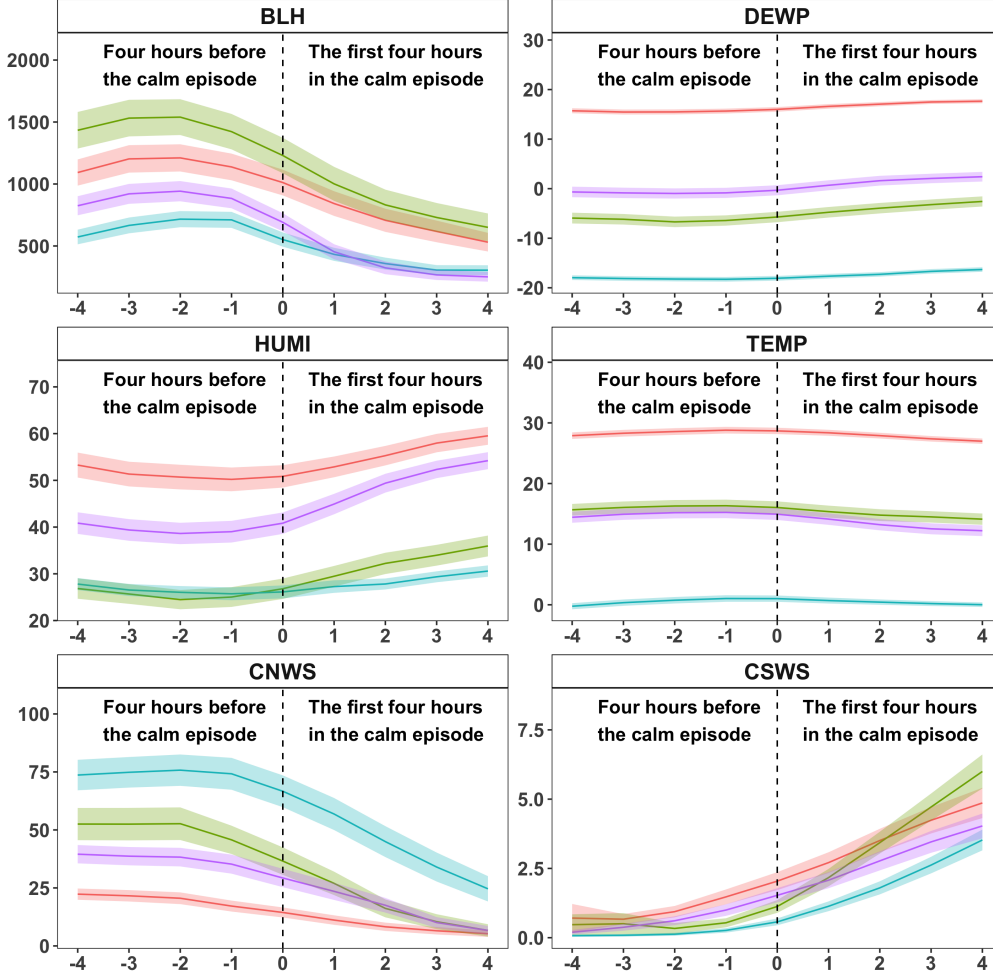 BLH
Four hours before
the calm episode
The first four hours
in the calm episode
2000
1500
1000
500
-4 -3 -2 -1 0 1 2 3 4
DEWP
Four hours before
the calm episode
The first four hours
in the calm episode
30
20
10
0
-10
-20
-4 -3 -2 -1 0 1 2 3 4
HUMI
Four hours before
the calm episode
The first four hours
in the calm episode
70
60
50
40
30
20
-4 -3 -2 -1 0 1 2 3 4
TEMP
Four hours before
the calm episode
The first four hours
in the calm episode
40
30
20
10
0
-4 -3 -2 -1 0 1 2 3 4
CNWS
Four hours before
the calm episode
The first four hours
in the calm episode
100
75
50
25
0
-4 -3 -2 -1 0 1 2 3 4
CSWS
Four hours before
the calm episode
The first four hours
in the calm episode
7.5
5.0
2.5
0.0
-4 -3 -2 -1 0 1 2 3 4